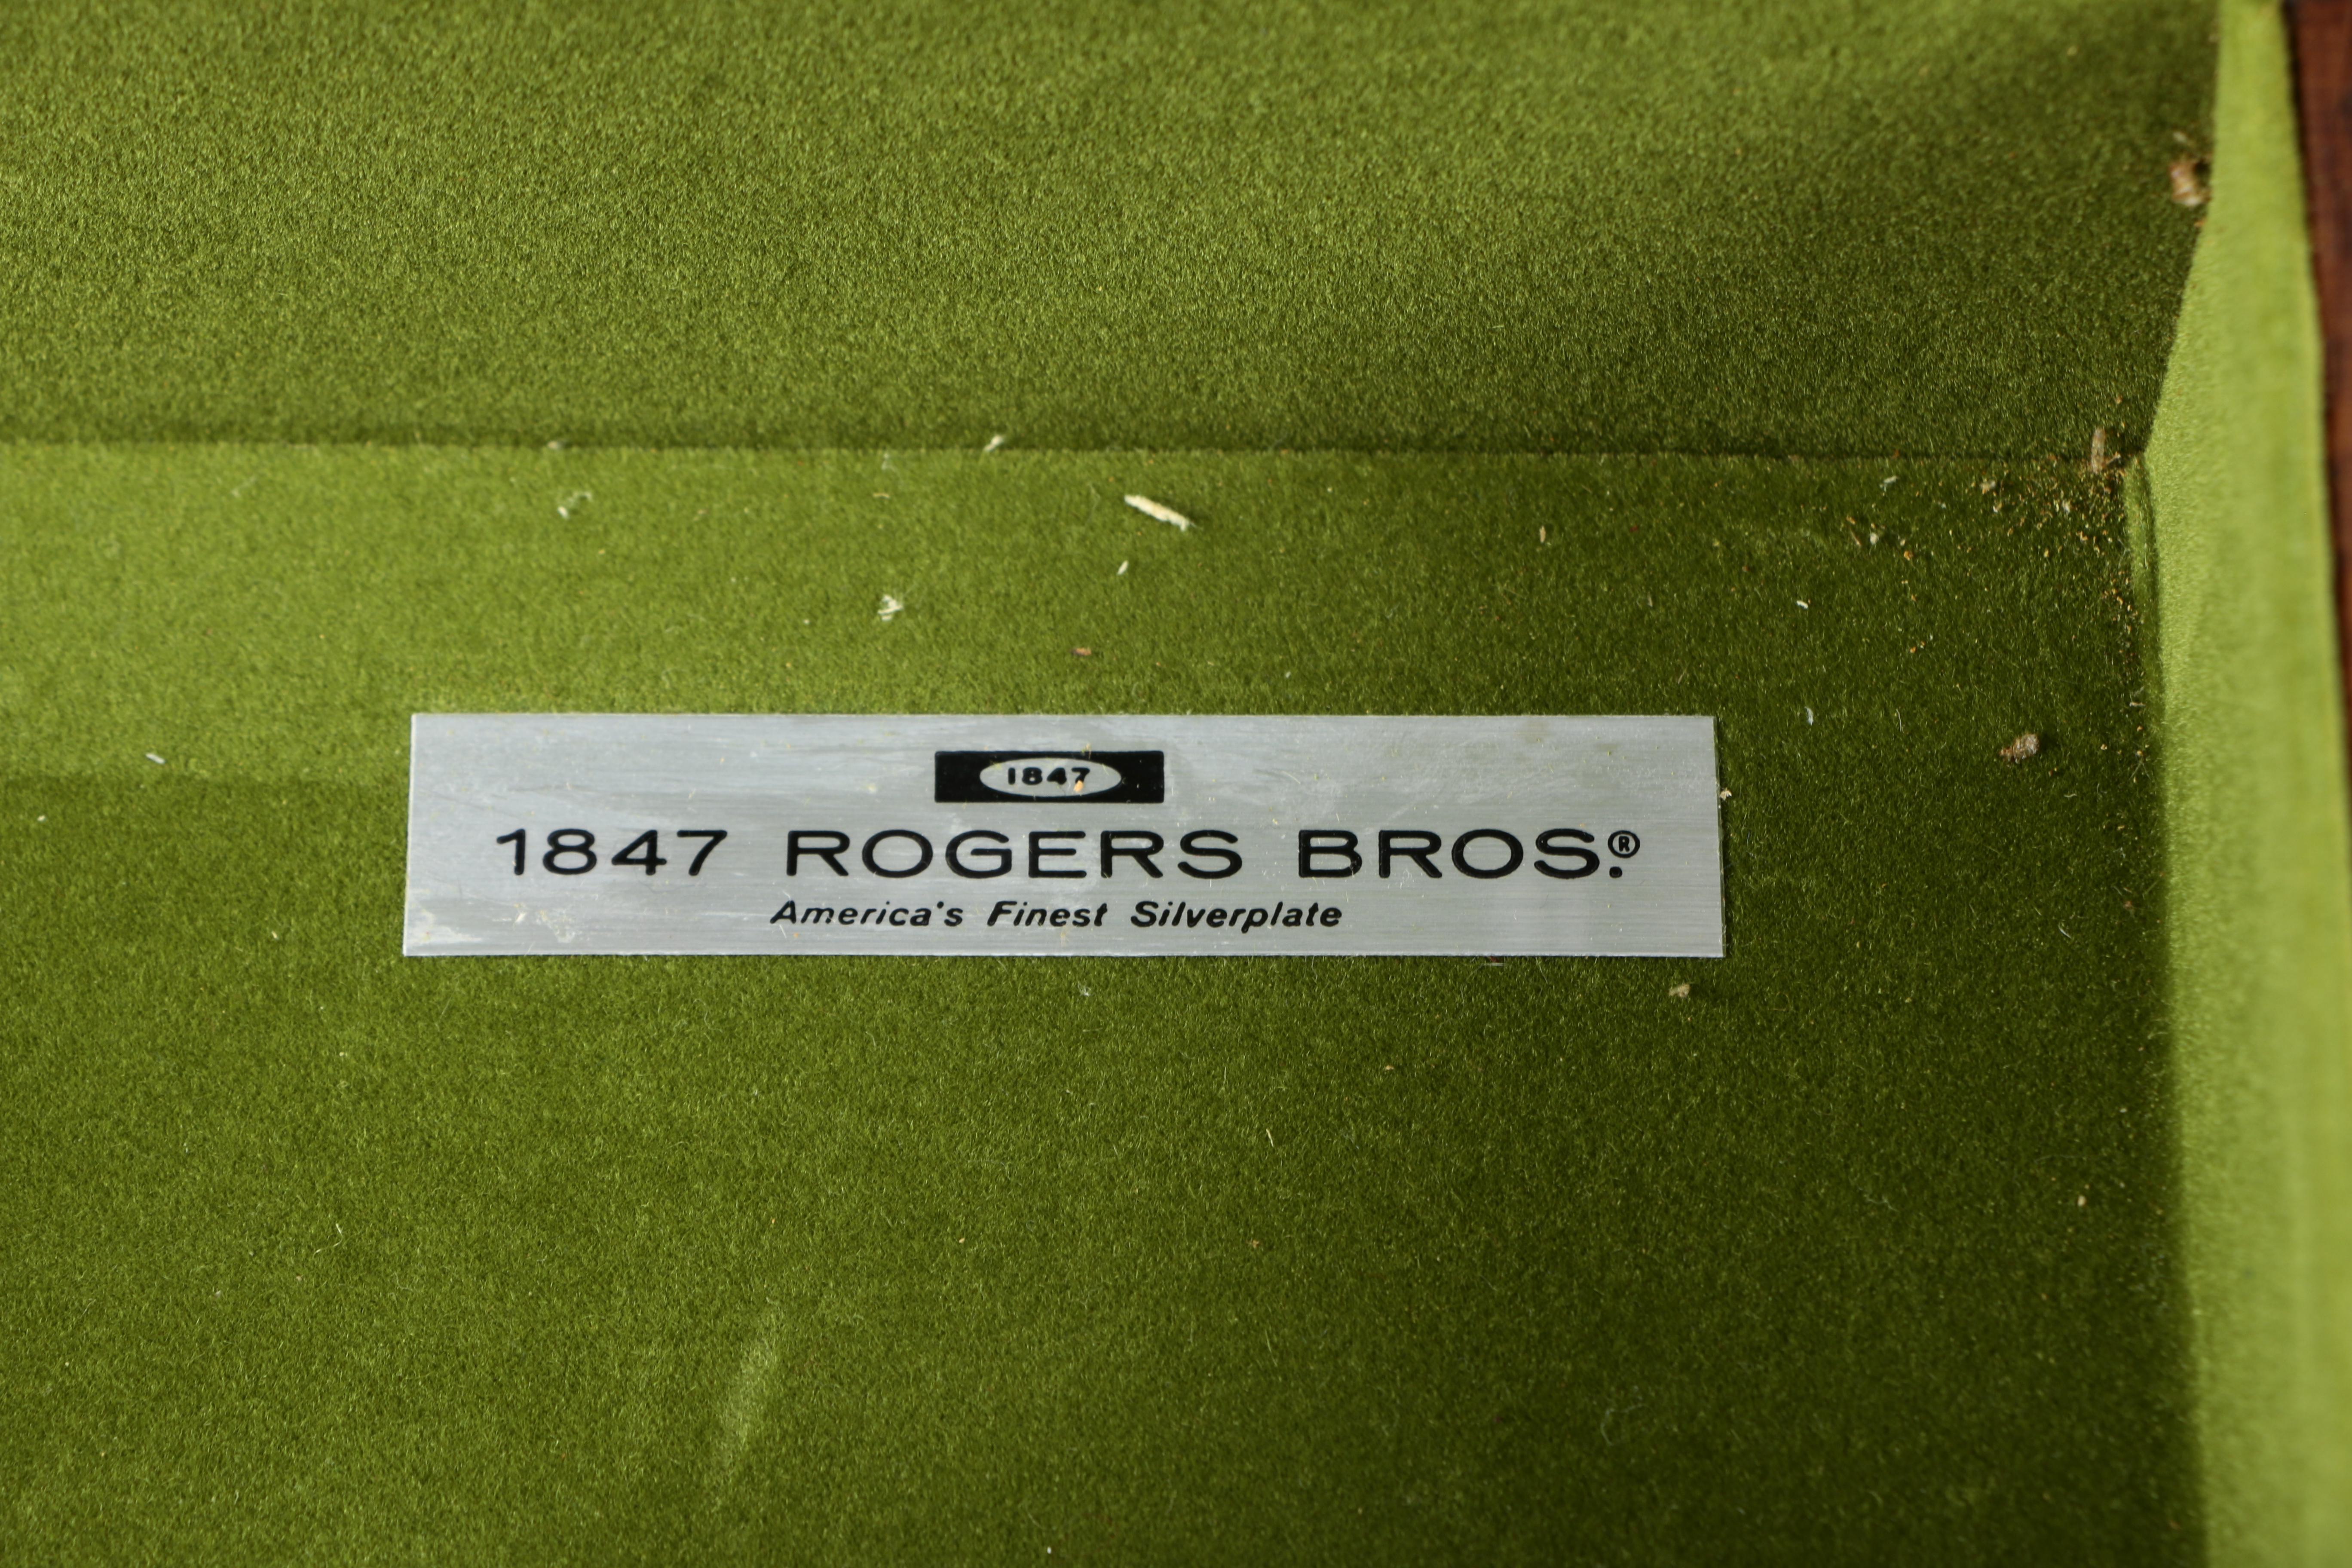 1847
1847 ROGERS BROS.®
America's Finest Silverplate